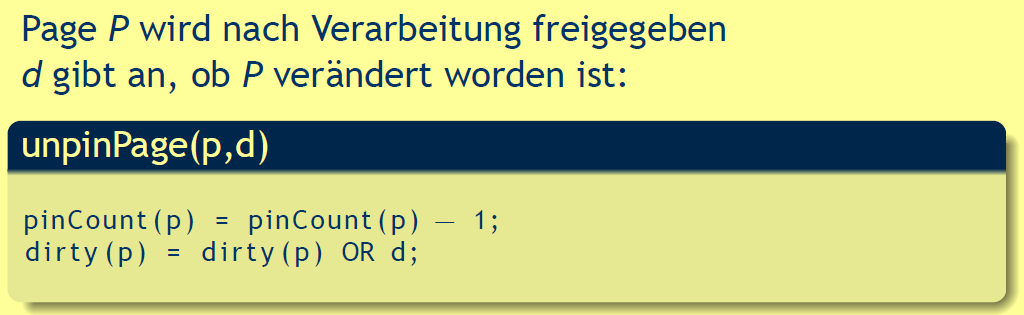 Page P wird nach Verarbeitung freigegeben
d gibt an, ob P verändert worden ist:
unpinPage(p,d)
pinCount(p) = pinCount(p) – 1;
dirty(p) = dirty(p) OR d;